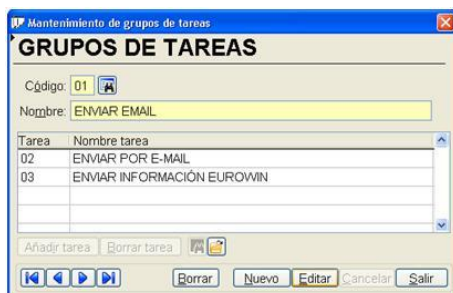 Mantenimiento de grupos de tareas
GRUPOS DE TAREAS
Código: 01
Nombre: ENVIAR EMAIL
Tarea Nombre tarea
02 ENVIAR POR E-MAIL
03 ENVIAR INFORMACIÓN EUROWIN
Añadir tarea Borrar tarea
Borrar Nuevo Editar Cancelar Salir